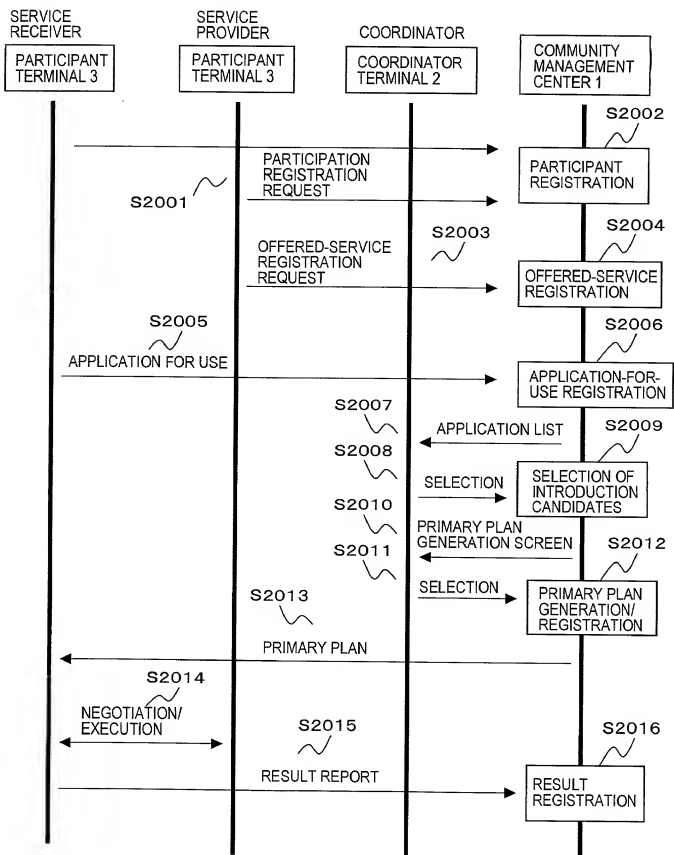 SERVICE
RECEIVER
SERVICE
PROVIDER
COORDINATOR
PARTICIPANT
TERMINAL 3
PARTICIPANT
TERMINAL 3
COORDINATOR
TERMINAL 2
COMMUNITY
MANAGEMENT
CENTER 1
S2002
PARTICIPATION
REGISTRATION
REQUEST
PARTICIPANT
REGISTRATION
S2001
S2003
S2004
OFFERED-SERVICE
REGISTRATION
REQUEST
OFFERED-SERVICE
REGISTRATION
S2005
S2006
APPLICATION FOR USE
APPLICATION-FOR-
USE REGISTRATION
S2007
APPLICATION LIST
S2009
S2008
SELECTION
SELECTION OF
INTRODUCTION
CANDIDATES
S2010
PRIMARY PLAN
GENERATION SCREEN
S2011
S2012
SELECTION
PRIMARY PLAN
GENERATION/
REGISTRATION
S2013
PRIMARY PLAN
S2014
NEGOTIATION/
EXECUTION
S2015
S2016
RESULT REPORT
RESULT
REGISTRATION